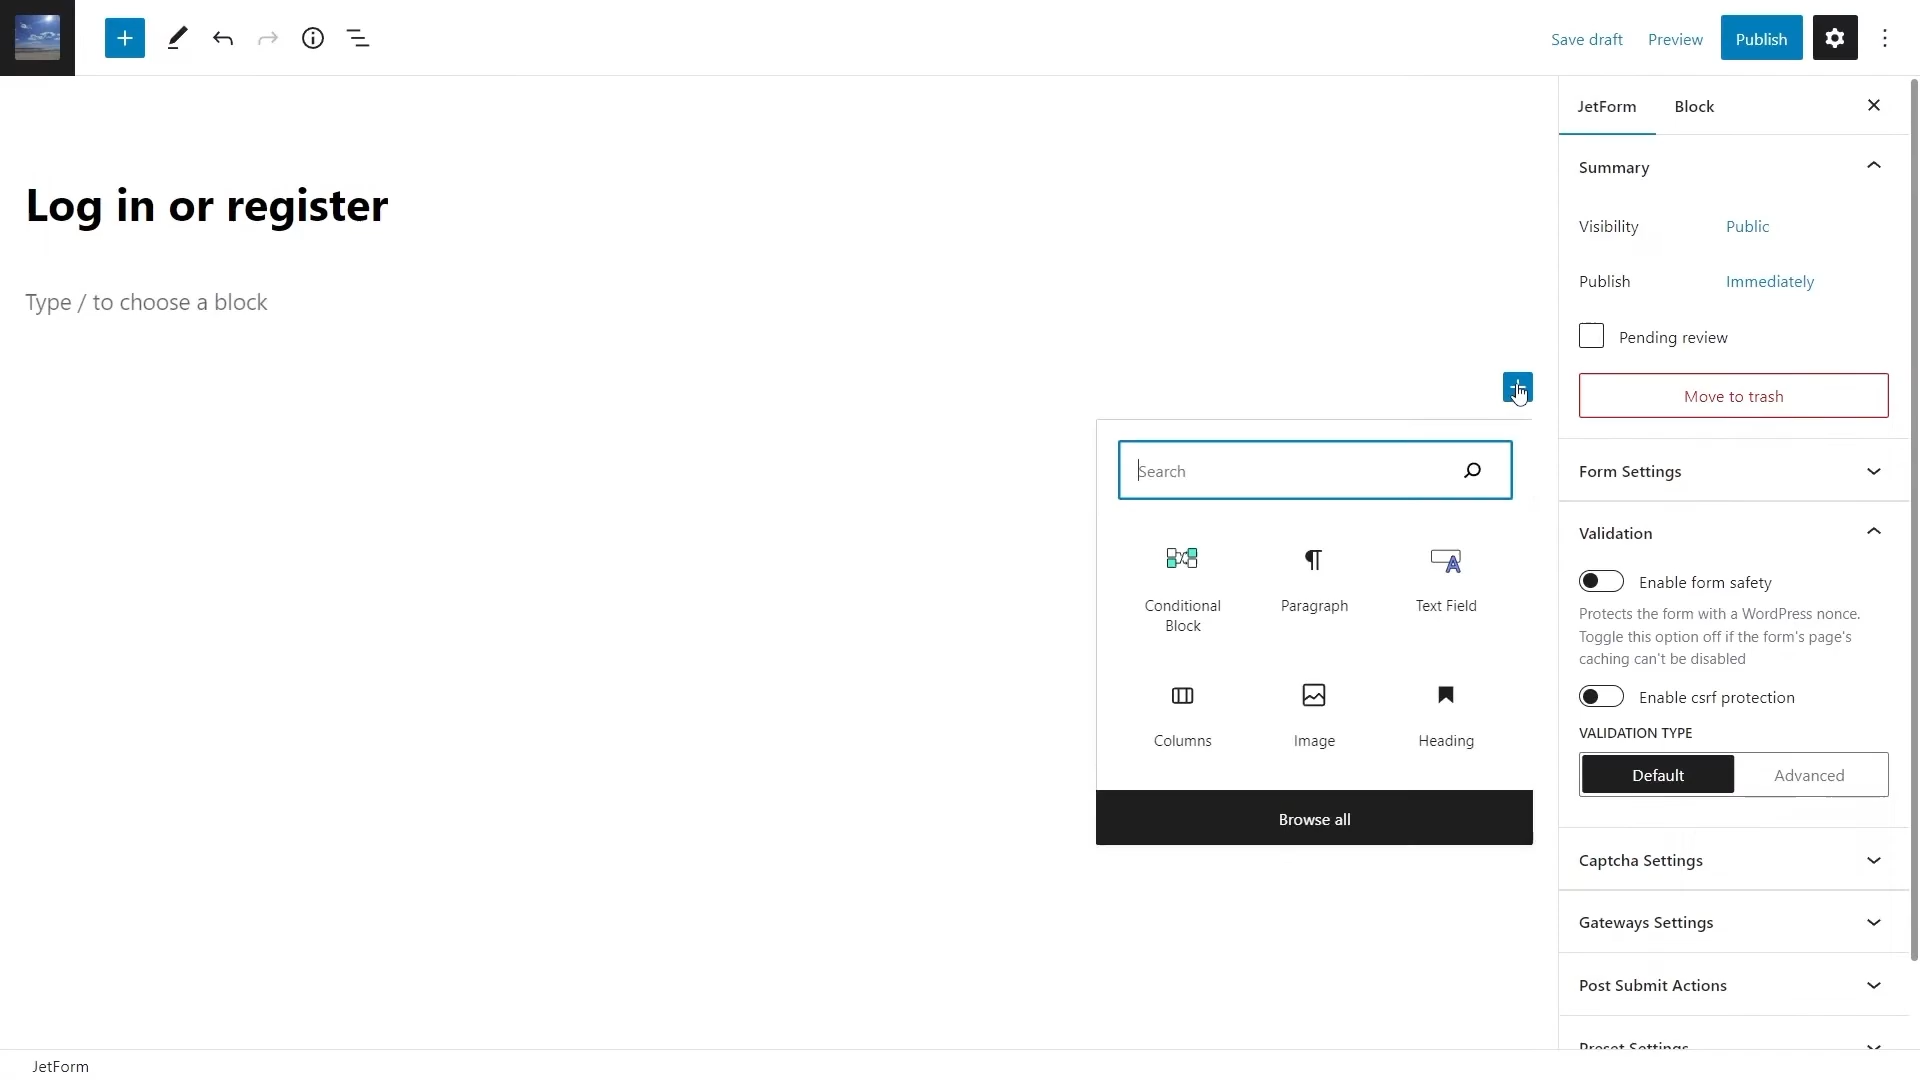 Save draft
Preview
Publish
JetForm
Block
Summary
Log in or register
Visibility
Public
Type / to choose a block
Publish
Immediately
Pending review
Move to trash
Search
Form Settings
Validation
Enable form safety
Conditional
Block
Paragraph
Text Field
Protects the form with a WordPress nonce.
Toggle this option off if the form's page's
caching can't be disabled
Enable csrf protection
Columns
Image
Heading
VALIDATION TYPE
Default
Advanced
Browse all
Captcha Settings
Gateways Settings
Post Submit Actions
Preset Settings
JetForm